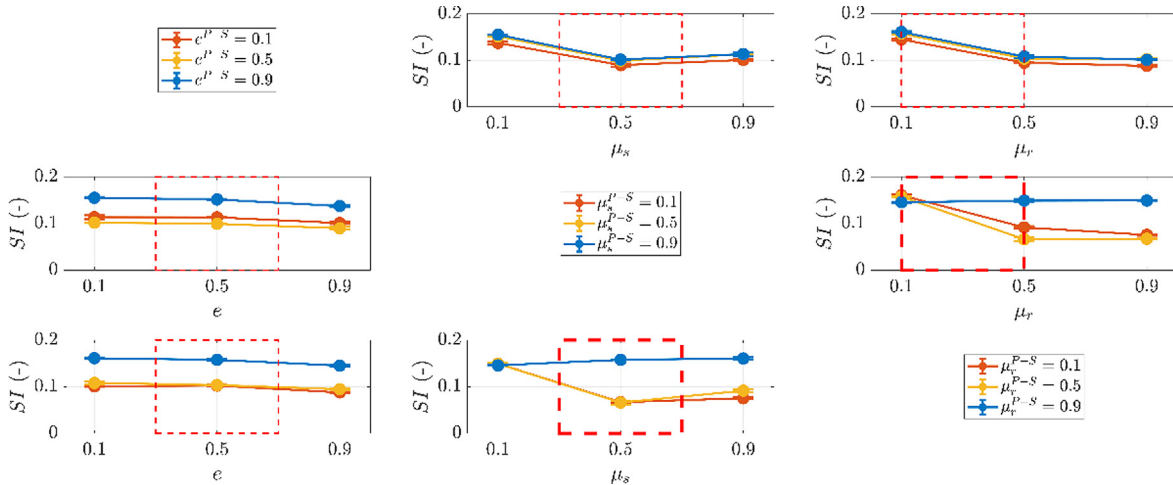 e^{P-S} = 0.1
e^{P-S} = 0.5
e^{P-S} = 0.9
SI (-)
0.2
0.1
0
0.1 0.5 0.9
μ_s
SI (-)
0.2
0.1
0
0.1 0.5 0.9
μ_r
SI (-)
0.2
0.1
0
0.1 0.5 0.9
e
μ_s^{P-S} = 0.1
μ_s^{P-S} = 0.5
μ_s^{P-S} = 0.9
SI (-)
0.2
0.1
0
0.1 0.5 0.9
μ_r
SI (-)
0.2
0.1
0
0.1 0.5 0.9
e
SI (-)
0.2
0.1
0
0.1 0.5 0.9
μ_s
μ_r^{P-S} = 0.1
μ_r^{P-S} = 0.5
μ_r^{P-S} = 0.9